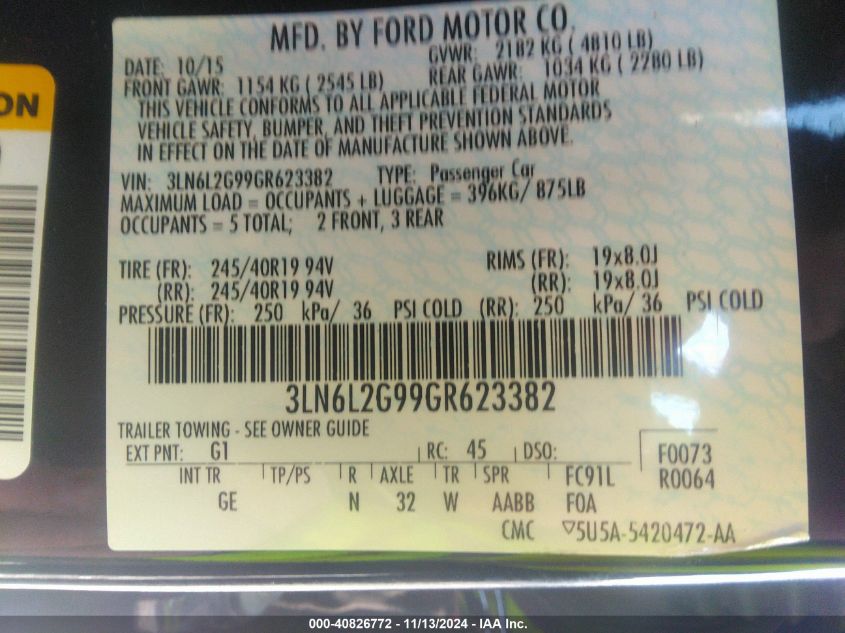 MFD. BY FORD MOTOR CO.
DATE: 10/15 GVWR: 2182 KG ( 4810 LB)
FRONT GAWR: 1154 KG ( 2545 LB) REAR GAWR: 1034 KG ( 2280 LB)
THIS VEHICLE CONFORMS TO ALL APPLICABLE FEDERAL MOTOR
VEHICLE SAFETY, BUMPER, AND THEFT PREVENTION STANDARDS
IN EFFECT ON THE DATE OF MANUFACTURE SHOWN ABOVE.
VIN: 3LN6L2G99GR623382 TYPE: Passenger Car
MAXIMUM LOAD = OCCUPANTS + LUGGAGE = 396KG/ 875LB
OCCUPANTS = 5 TOTAL; 2 FRONT, 3 REAR
TIRE (FR): 245/40R19 94V RIMS (FR): 19x8.0J
(RR): 245/40R19 94V (RR): 19x8.0J
PRESSURE (FR): 250 kPa/ 36 PSI COLD (RR): 250 kPa/ 36 PSI COLD
3LN6L2G99GR623382
TRAILER TOWING - SEE OWNER GUIDE
EXT PNT: G1 RC: 45 DSO: F0073
INT TR TP/PS R AXLE TR SPR FC91L R0064
GE N 32 W AABB F0A
CMC ▽5U5A-5420472-AA
ON
000-40826772 - 11/13/2024 - IAA Inc.